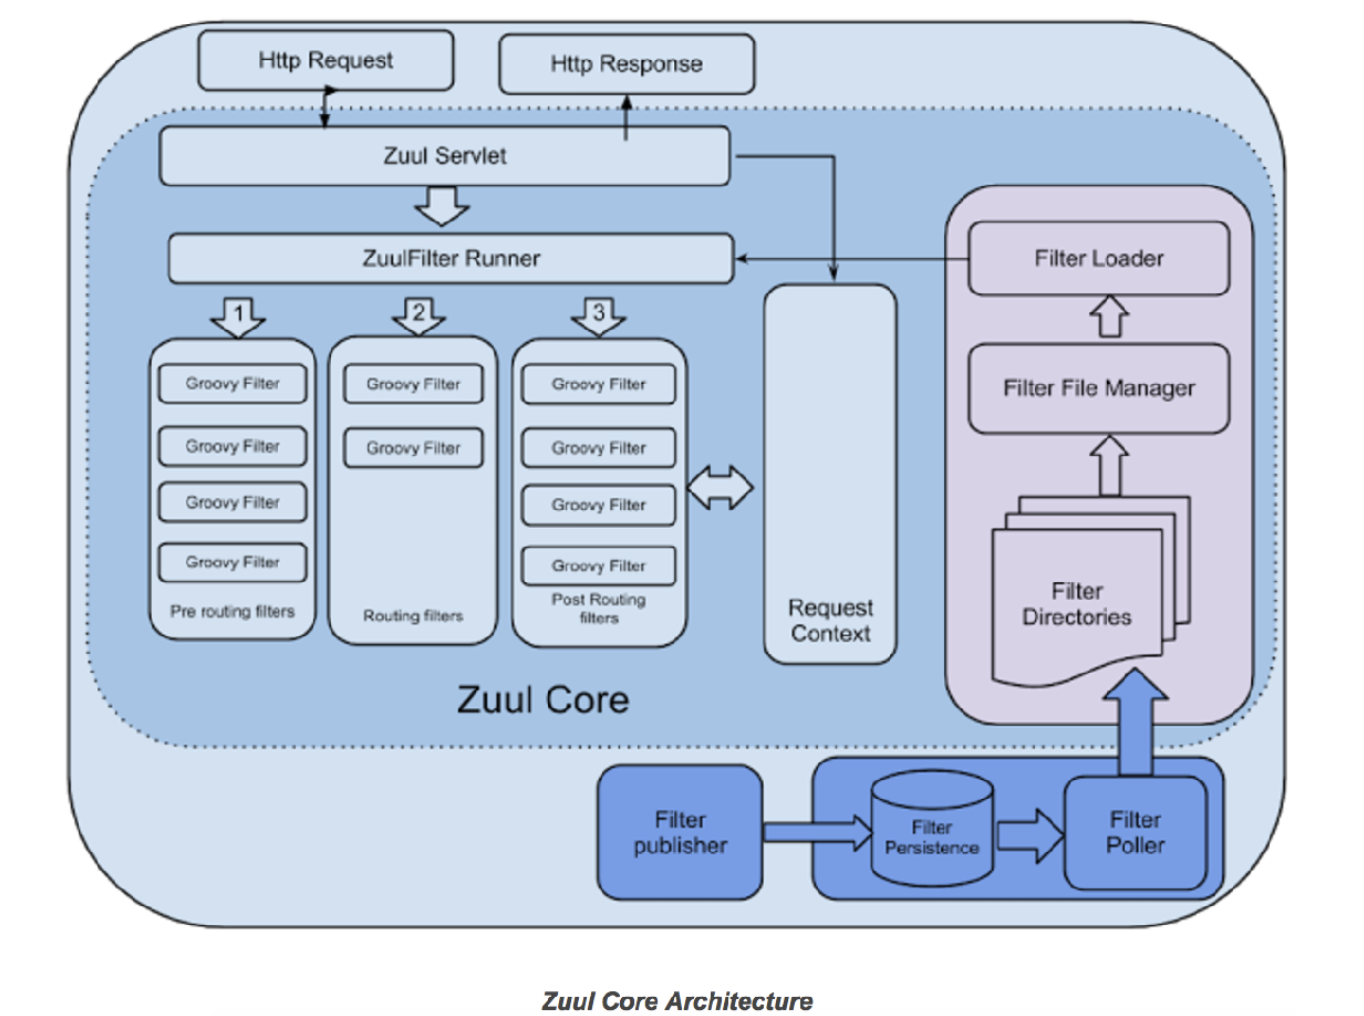 Http Request
Http Response
Zuul Servlet
ZuulFilter Runner
1
2
3
Groovy Filter
Groovy Filter
Groovy Filter
Groovy Filter
Pre routing filters
Groovy Filter
Groovy Filter
Routing filters
Groovy Filter
Groovy Filter
Groovy Filter
Groovy Filter
Post Routing
filters
Request
Context
Zuul Core
Filter Loader
Filter File Manager
Filter
Directories
Filter
publisher
Filter
Persistence
Filter
Poller
Zuul Core Architecture